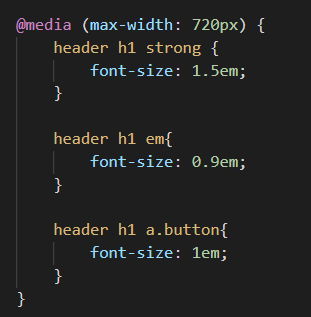 @media (max-width: 720px) {
    header h1 strong {
        font-size: 1.5em;
    }

    header h1 em{
        font-size: 0.9em;
    }

    header h1 a.button{
        font-size: 1em;
    }
}